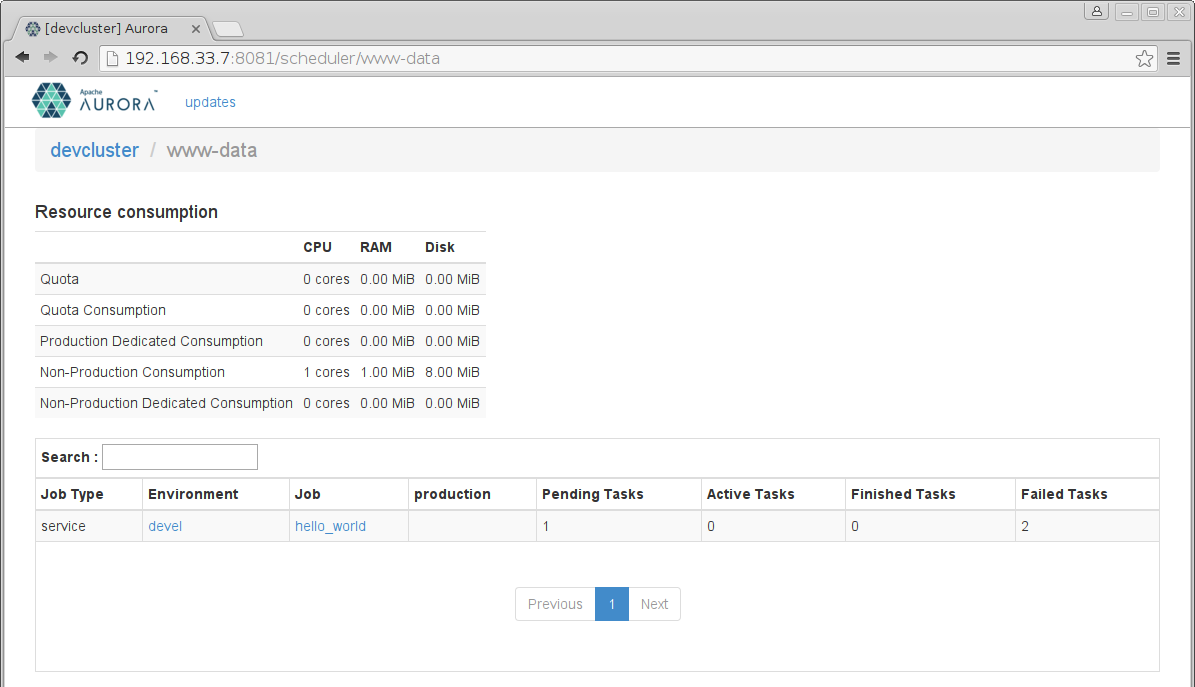 [devcluster] Aurora
192.168.33.7:8081/scheduler/www-data
Apache
AURORA™ updates
devcluster / www-data
Resource consumption
CPU RAM Disk
Quota 0 cores 0.00 MiB 0.00 MiB
Quota Consumption 0 cores 0.00 MiB 0.00 MiB
Production Dedicated Consumption 0 cores 0.00 MiB 0.00 MiB
Non-Production Consumption 1 cores 1.00 MiB 8.00 MiB
Non-Production Dedicated Consumption 0 cores 0.00 MiB 0.00 MiB
Search :
Job Type Environment Job production Pending Tasks Active Tasks Finished Tasks Failed Tasks
service devel hello_world 1 0 0 2
Previous 1 Next